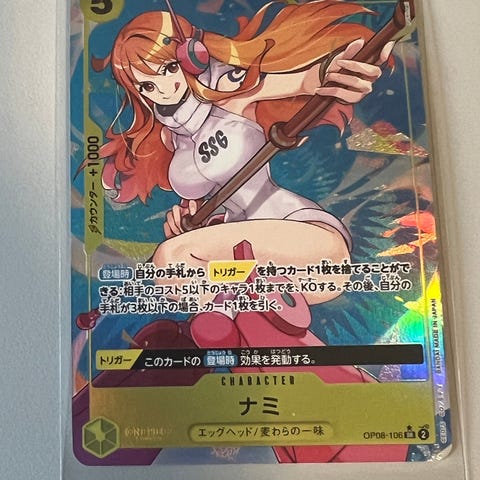 5
カウンター +1000
SSG
登場時 自分の手札から トリガー を持つカード1枚を捨てることがで
きる:相手のコスト5以下のキャラ1枚までを、KOする。その後、自分の
手札が3枚以下の場合、カード1枚を引く。
トリガー このカードの 登場時 効果を発動する。
CHARACTER
ナミ
エッグヘッド/麦わらの一味
OP08-106 SR 2
BANDAI MADE IN JAPAN